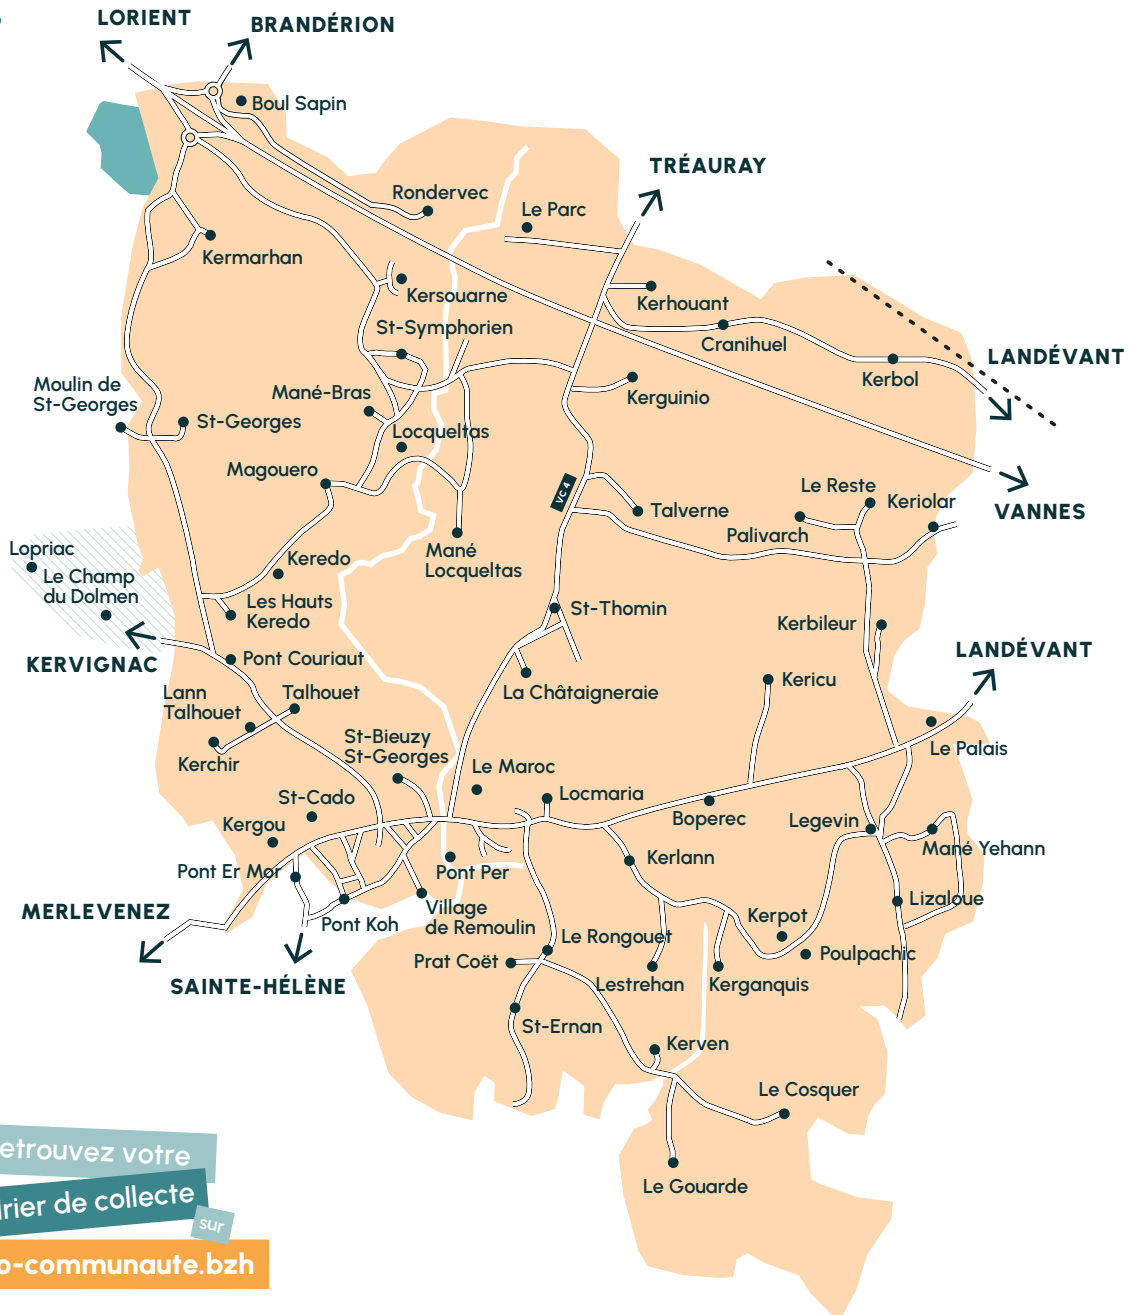 LORIENT
BRANDÉRION
Boul Sapin
TRÉAURAY
Rondervec
Le Parc
Kermarhan
Kersouarne
Kerhouant
St-Symphorien
Cranihuel
LANDÉVANT
Kerbol
Moulin de
St-Georges
Mané-Bras
Kerguinio
St-Georges
Locqueltas
Magouero
VC 4
Le Reste
Keriolar
Talverne
VANNES
Palivarch
Lopriac
Keredo
Mané
Locqueltas
Le Champ
du Dolmen
Les Hauts
Keredo
St-Thomin
Kerbileur
KERVIGNAC
Pont Couriaut
LANDÉVANT
Lann
Talhouet
Talhouet
La Châtaigneraie
Kericu
St-Bieuzy
St-Georges
Le Palais
Kerchir
Le Maroc
St-Cado
Locmaria
Kergou
Boperec
Legevin
Mané Yehann
Pont Er Mor
Pont Per
Kerlann
Lizaloue
MERLEVENEZ
Pont Koh
Village
de Remoulin
Kerpot
Le Rongouet
Poulpachic
Prat Coët
SAINTE-HÉLÈNE
Lestrehan
Kerganquis
St-Ernan
Kerven
Le Cosquer
Le Gouarde
etrouvez votre
rier de collecte
sur
o-communaute.bzh